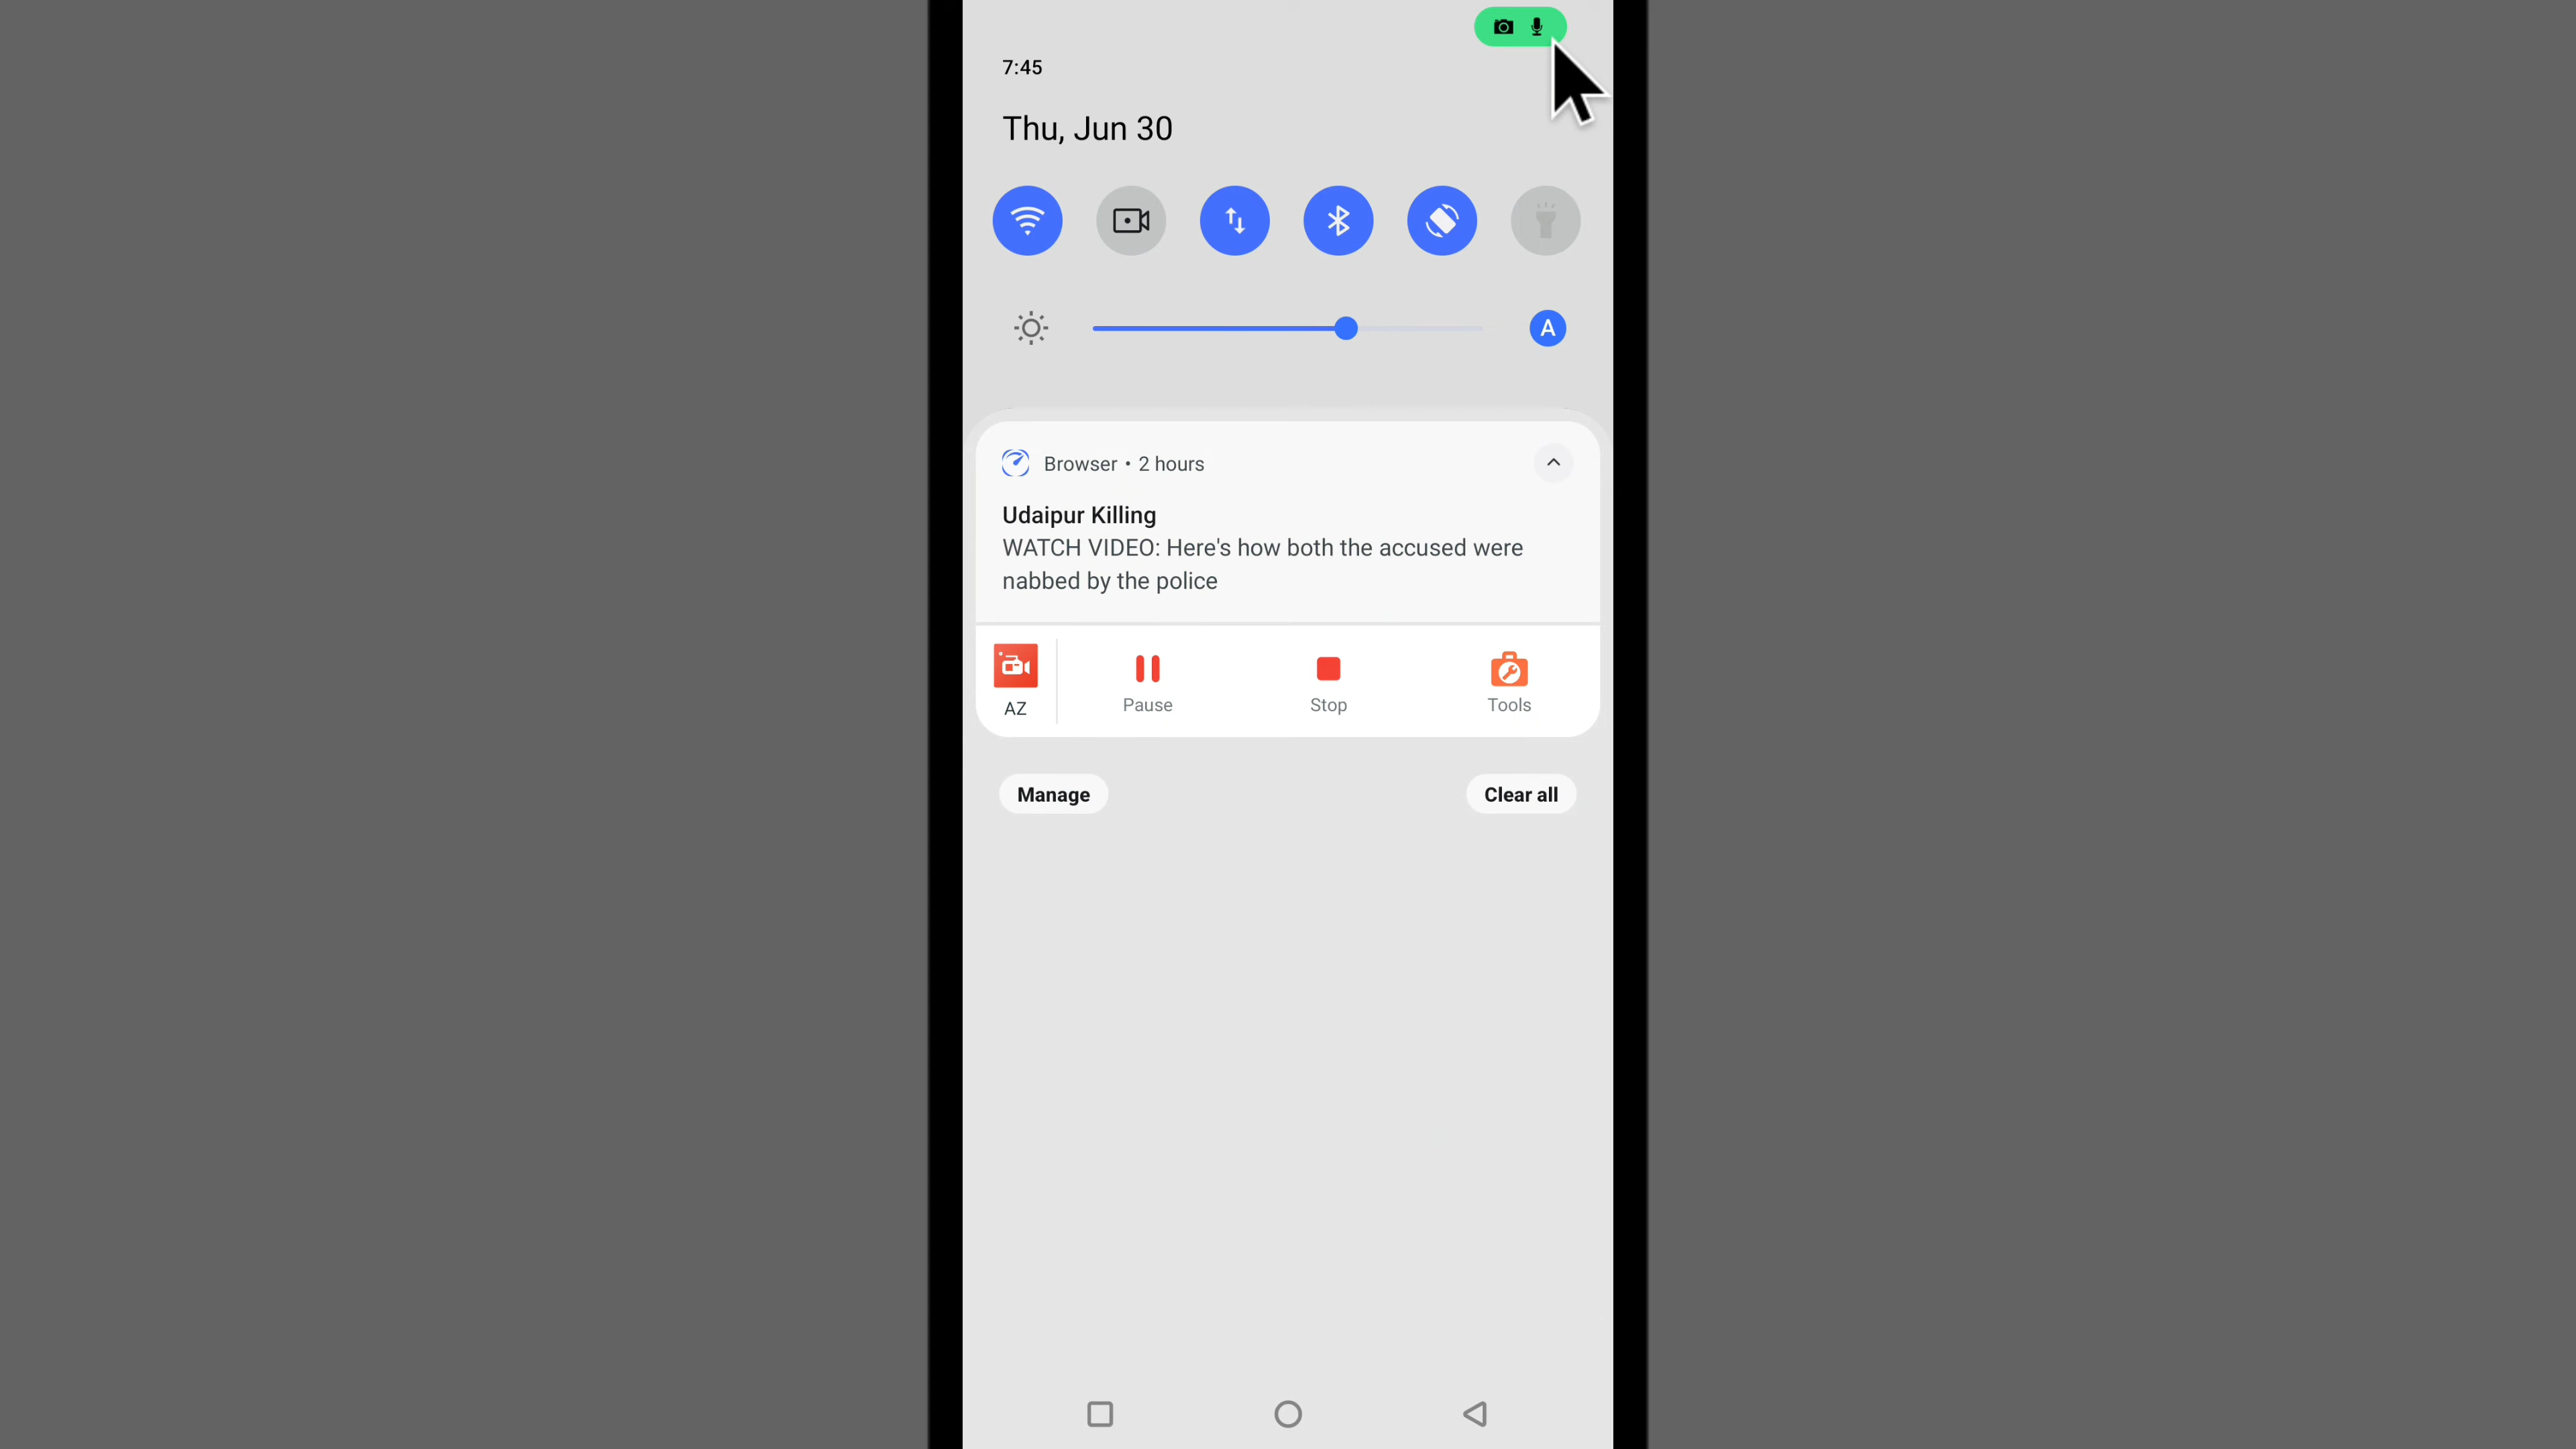 7:45
Thu, Jun 30
A
Browser • 2 hours
Udaipur Killing
WATCH VIDEO: Here's how both the accused were
nabbed by the police
AZ
Pause
Stop
Tools
Manage
Clear all